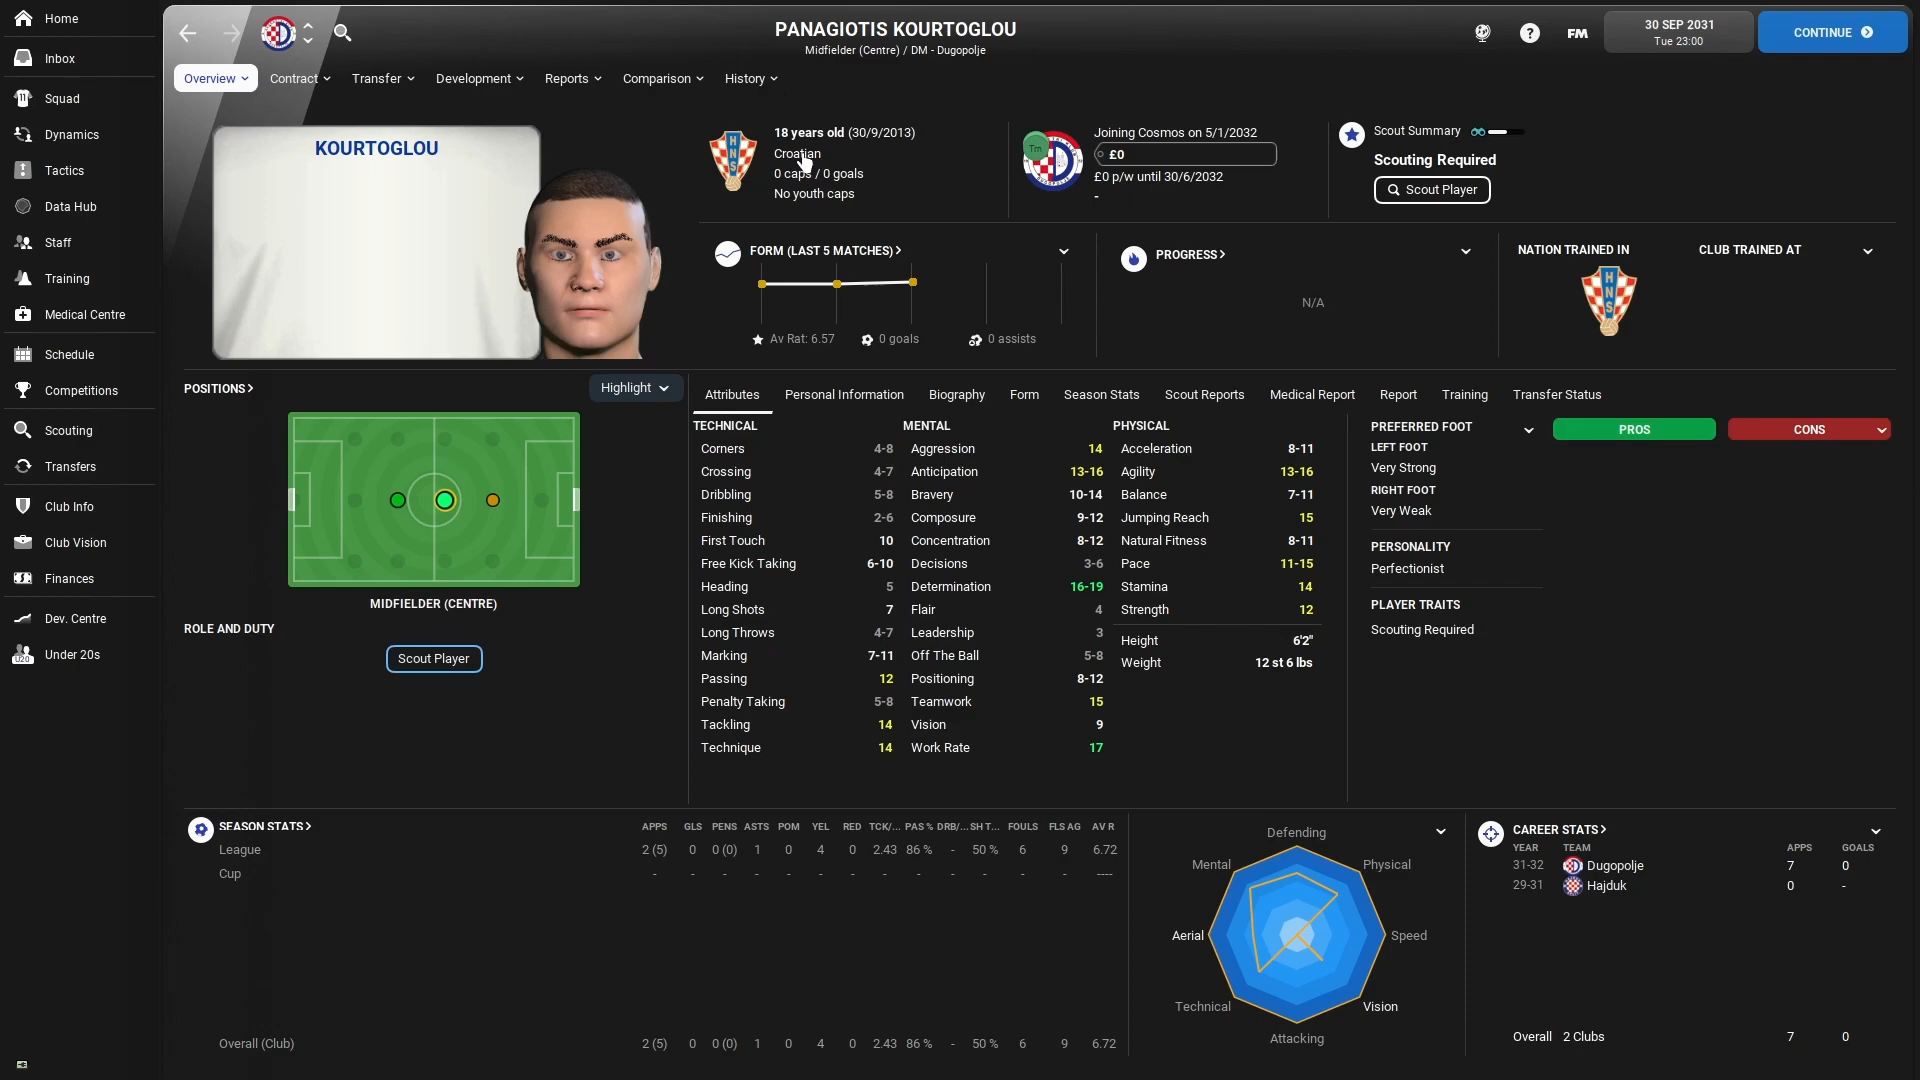 Home
Inbox
Squad
Dynamics
Tactics
Data Hub
Staff
Training
Medical Centre
Schedule
Competitions
Scouting
Transfers
Club Info
Club Vision
Finances
Dev. Centre
Under 20s
PANAGIOTIS KOURTOGLOU
Midfielder (Centre) / DM - Dugopolje
FM
30 SEP 2031
Tue 23:00
CONTINUE
Overview Contract Transfer Development Reports Comparison History
KOURTOGLOU
18 years old (30/9/2013)
Croatian
0 caps / 0 goals
No youth caps
Trn
Joining Cosmos on 5/1/2032
£0
£0 p/w until 30/6/2032
-
Scout Summary
Scouting Required
Scout Player
FORM (LAST 5 MATCHES)
Av Rat: 6.57 0 goals 0 assists
PROGRESS
N/A
NATION TRAINED IN CLUB TRAINED AT
HNS
POSITIONS
Highlight
MIDFIELDER (CENTRE)
ROLE AND DUTY
Scout Player
Attributes Personal Information Biography Form Season Stats Scout Reports Medical Report Report Training Transfer Status
TECHNICAL MENTAL PHYSICAL
Corners 4-8 Aggression 14 Acceleration 8-11
Crossing 4-7 Anticipation 13-16 Agility 13-16
Dribbling 5-8 Bravery 10-14 Balance 7-11
Finishing 2-6 Composure 9-12 Jumping Reach 15
First Touch 10 Concentration 8-12 Natural Fitness 8-11
Free Kick Taking 6-10 Decisions 3-6 Pace 11-15
Heading 5 Determination 16-19 Stamina 14
Long Shots 7 Flair 4 Strength 12
Long Throws 4-7 Leadership 3 Height 6'2"
Marking 7-11 Off The Ball 5-8 Weight 12 st 6 lbs
Passing 12 Positioning 8-12
Penalty Taking 5-8 Teamwork 15
Tackling 14 Vision 9
Technique 14 Work Rate 17
PREFERRED FOOT
LEFT FOOT
Very Strong
RIGHT FOOT
Very Weak
PERSONALITY
Perfectionist
PLAYER TRAITS
Scouting Required
PROS CONS
SEASON STATS
APPS GLS PENS ASTS POM YEL RED TCK/... PAS % DRB/... SH T... FOULS FLS AG AV R
League 2 (5) 0 0 (0) 1 0 4 0 2.43 86 % - 50 % 6 9 6.72
Cup - - - - - - - - - - - - - ----
Overall (Club) 2 (5) 0 0 (0) 1 0 4 0 2.43 86 % - 50 % 6 9 6.72
Defending
Mental Physical
Aerial Speed
Technical Vision
Attacking
CAREER STATS
YEAR TEAM APPS GOALS
31-32 Dugopolje 7 0
29-31 Hajduk 0 -
Overall 2 Clubs 7 0